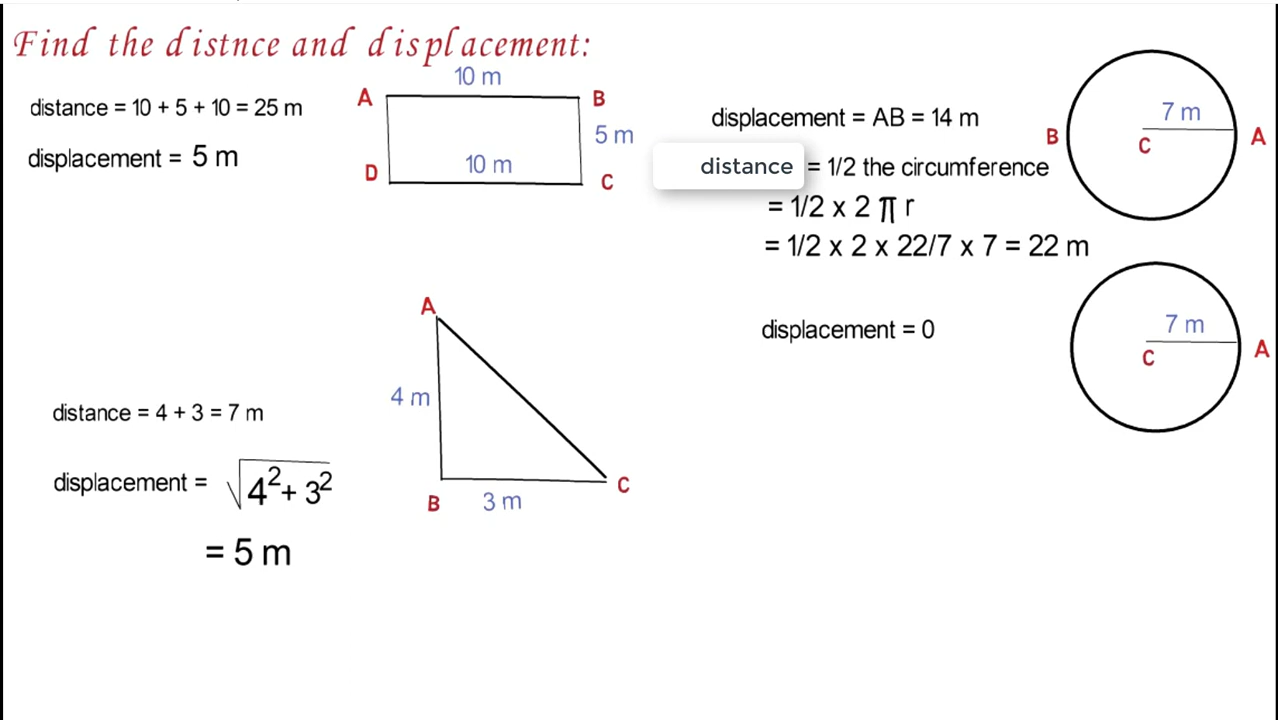 Find the distnce and displacement:
distance = 10 + 5 + 10 = 25 m
displacement = 5 m
A
10 m
B
5 m
D
10 m
C
displacement = AB = 14 m
distance = 1/2 the circumference
= 1/2 x 2 π r
= 1/2 x 2 x 22/7 x 7 = 22 m
B
7 m
C
A
displacement = 0
7 m
C
A
distance = 4 + 3 = 7 m
displacement = √4²+ 3²
= 5 m
A
4 m
B
3 m
C